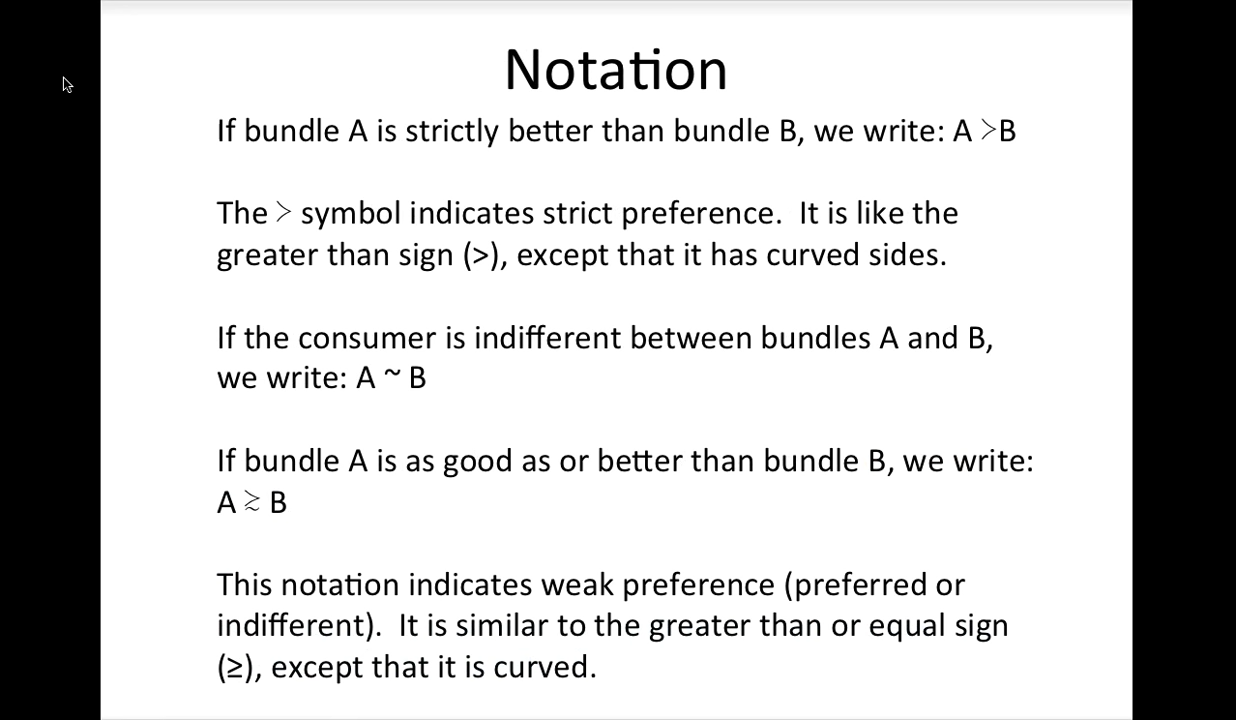 Notation
If bundle A is strictly better than bundle B, we write: A ≻B
The ≻ symbol indicates strict preference.  It is like the
greater than sign (>), except that it has curved sides.
If the consumer is indifferent between bundles A and B,
we write: A ~ B
If bundle A is as good as or better than bundle B, we write:
A ≿ B
This notation indicates weak preference (preferred or
indifferent).  It is similar to the greater than or equal sign
(≥), except that it is curved.